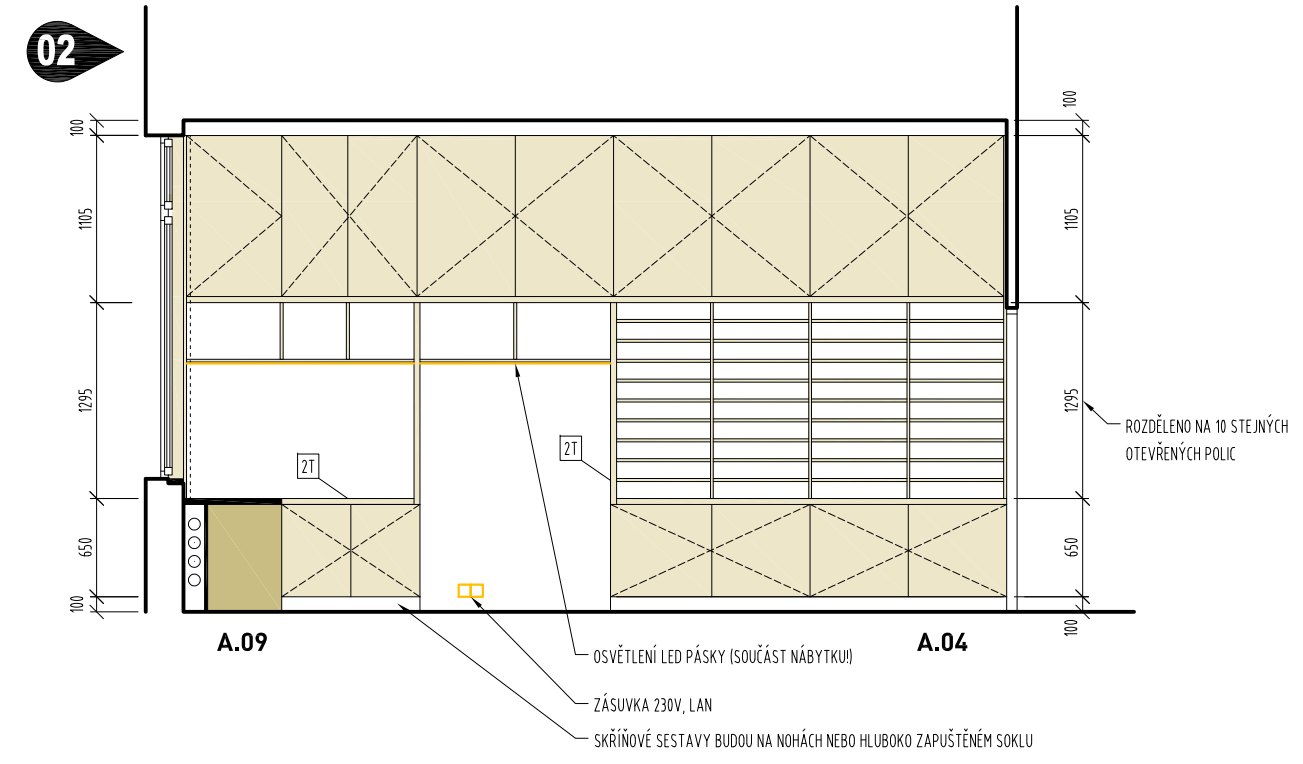 02
100
100
1105
1105
1295
1295
ROZDĚLENO NA 10 STEJNÝCH
OTEVŘENÝCH POLIC
2T
2T
650
650
100
100
A.09
A.04
OSVĚTLENÍ LED PÁSKY (SOUČÁST NÁBYTKU!)
ZÁSUVKA 230V, LAN
SKŘÍŇOVÉ SESTAVY BUDOU NA NOHÁCH NEBO HLUBOKO ZAPUŠTĚNÉM SOKLU